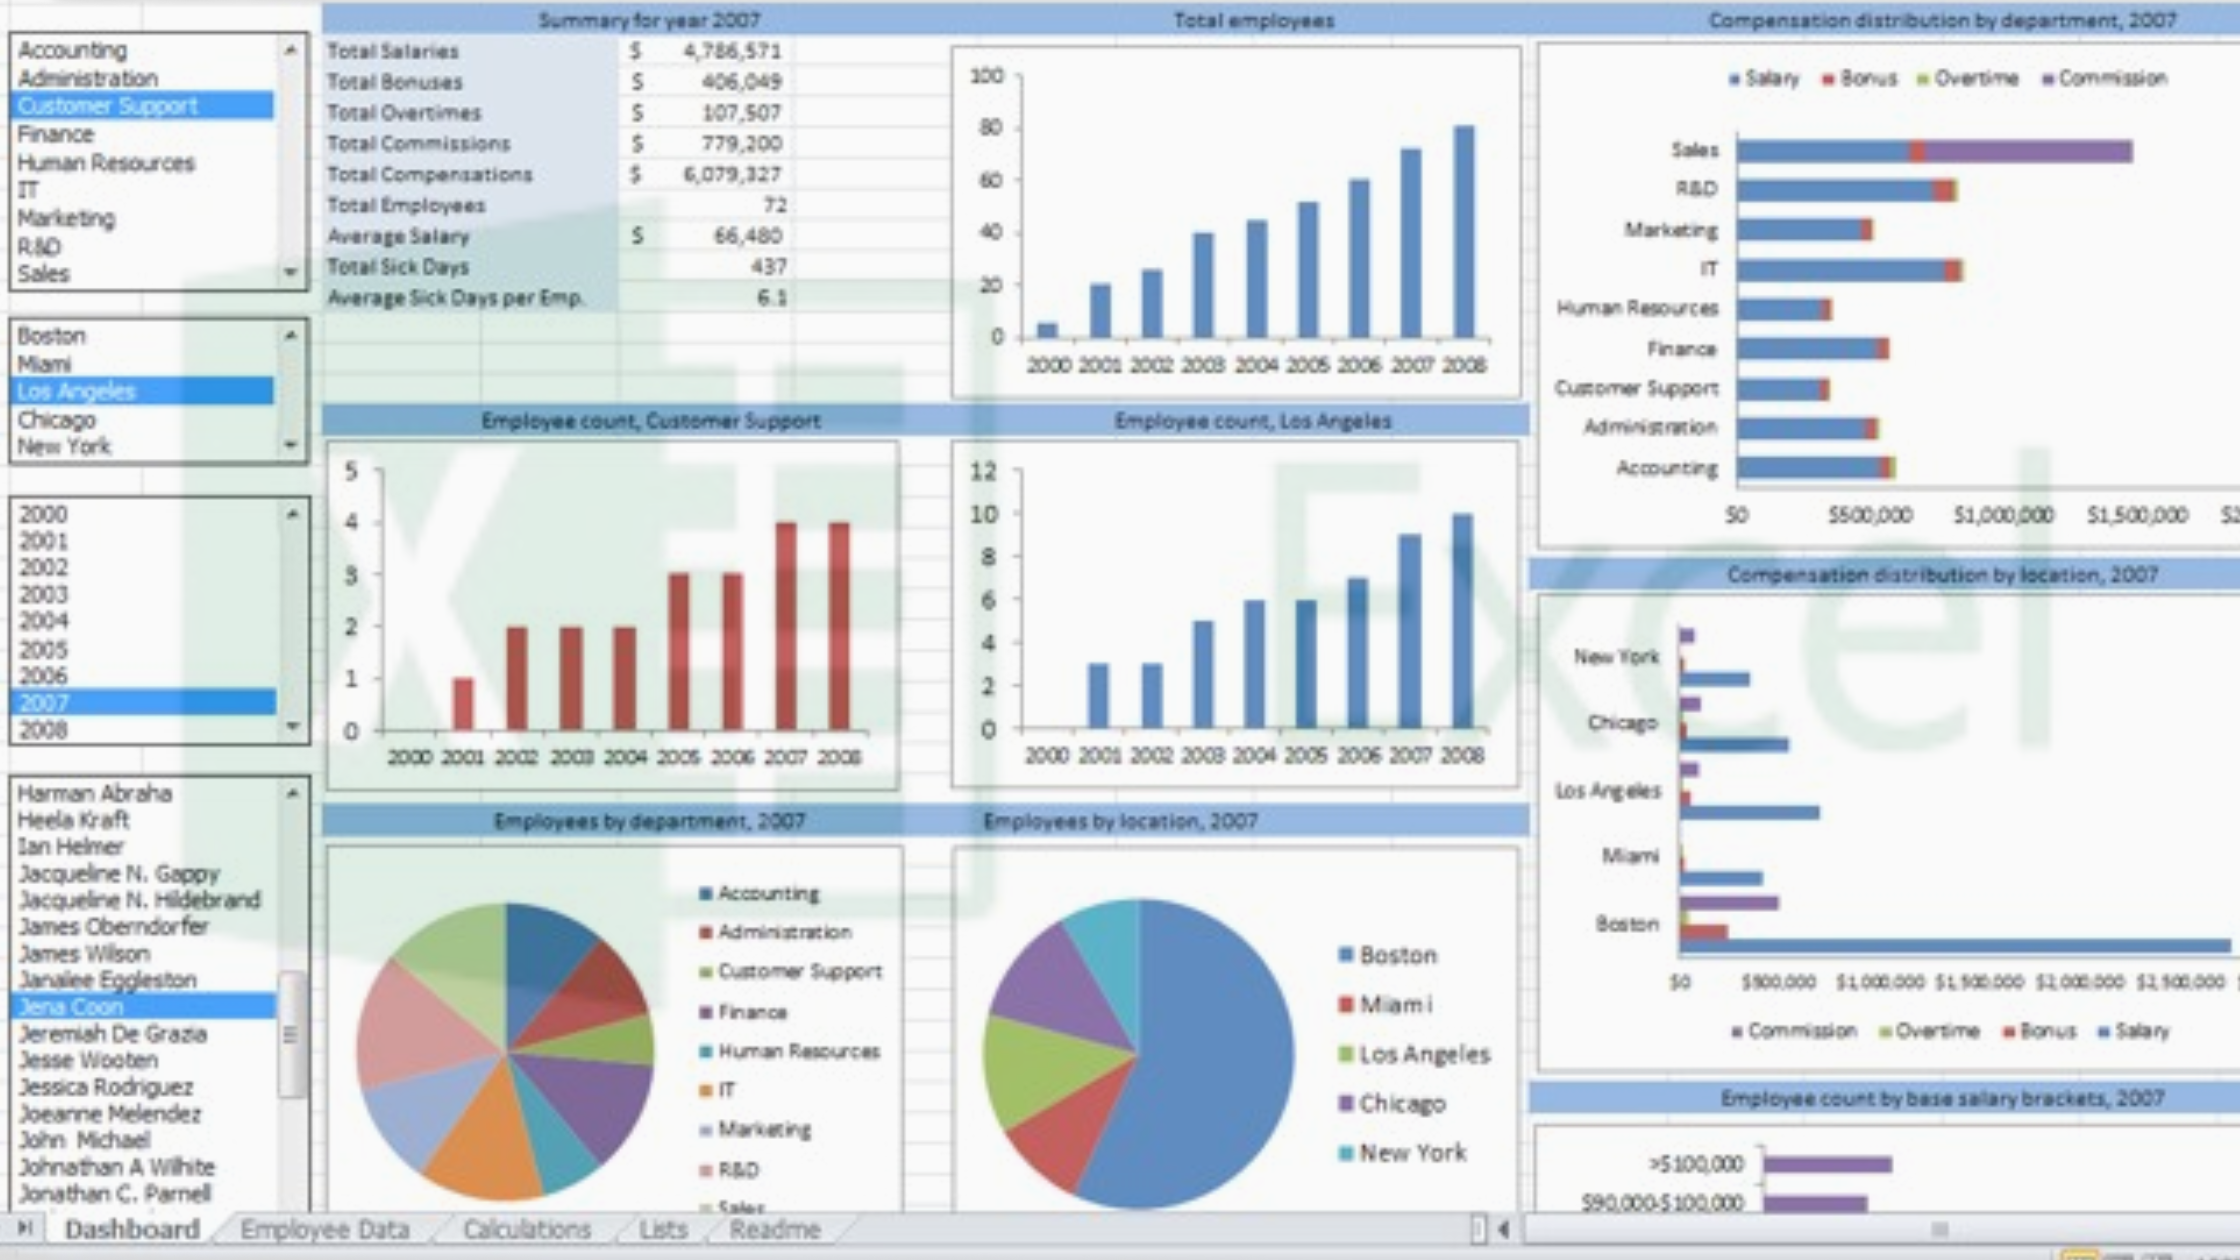 Accounting
Administration
Customer Support
Finance
Human Resources
IT
Marketing
R&D
Sales
Boston
Miami
Los Angeles
Chicago
New York
2000
2001
2002
2003
2004
2005
2006
2007
2008
Harman Abraha
Heela Kraft
Ian Helmer
Jacqueline N. Gappy
Jacqueline N. Hildebrand
James Oberndorfer
James Wilson
Janalee Eggleston
Jena Coon
Jeremiah De Grazia
Jesse Wooten
Jessica Rodriguez
Joeanne Melendez
John Michael
Johnathan A Wilhite
Jonathan C. Parnell
Summary for year 2007
Total Salaries $ 4,786,571
Total Bonuses $ 406,049
Total Overtimes $ 107,507
Total Commissions $ 779,200
Total Compensations $ 6,079,327
Total Employees 72
Average Salary $ 66,480
Total Sick Days 437
Average Sick Days per Emp. 6.1
Total employees
100
80
60
40
20
0
2000 2001 2002 2003 2004 2005 2006 2007 2008
Compensation distribution by department, 2007
Salary Bonus Overtime Commission
Sales
R&D
Marketing
IT
Human Resources
Finance
Customer Support
Administration
Accounting
$0 $500,000 $1,000,000 $1,500,000 $2
Employee count, Customer Support
5
4
3
2
1
0
2000 2001 2002 2003 2004 2005 2006 2007 2008
Employee count, Los Angeles
12
10
8
6
4
2
0
2000 2001 2002 2003 2004 2005 2006 2007 2008
Compensation distribution by location, 2007
New York
Chicago
Los Angeles
Miami
Boston
$0 $500,000 $1,000,000 $1,500,000 $2,000,000 $2,500,000
Commission Overtime Bonus Salary
Employees by department, 2007
Accounting
Administration
Customer Support
Finance
Human Resources
IT
Marketing
R&D
Sales
Employees by location, 2007
Boston
Miami
Los Angeles
Chicago
New York
Employee count by base salary brackets, 2007
>$100,000
$90,000-$100,000
Dashboard Employee Data Calculations Lists Readme
X Excel